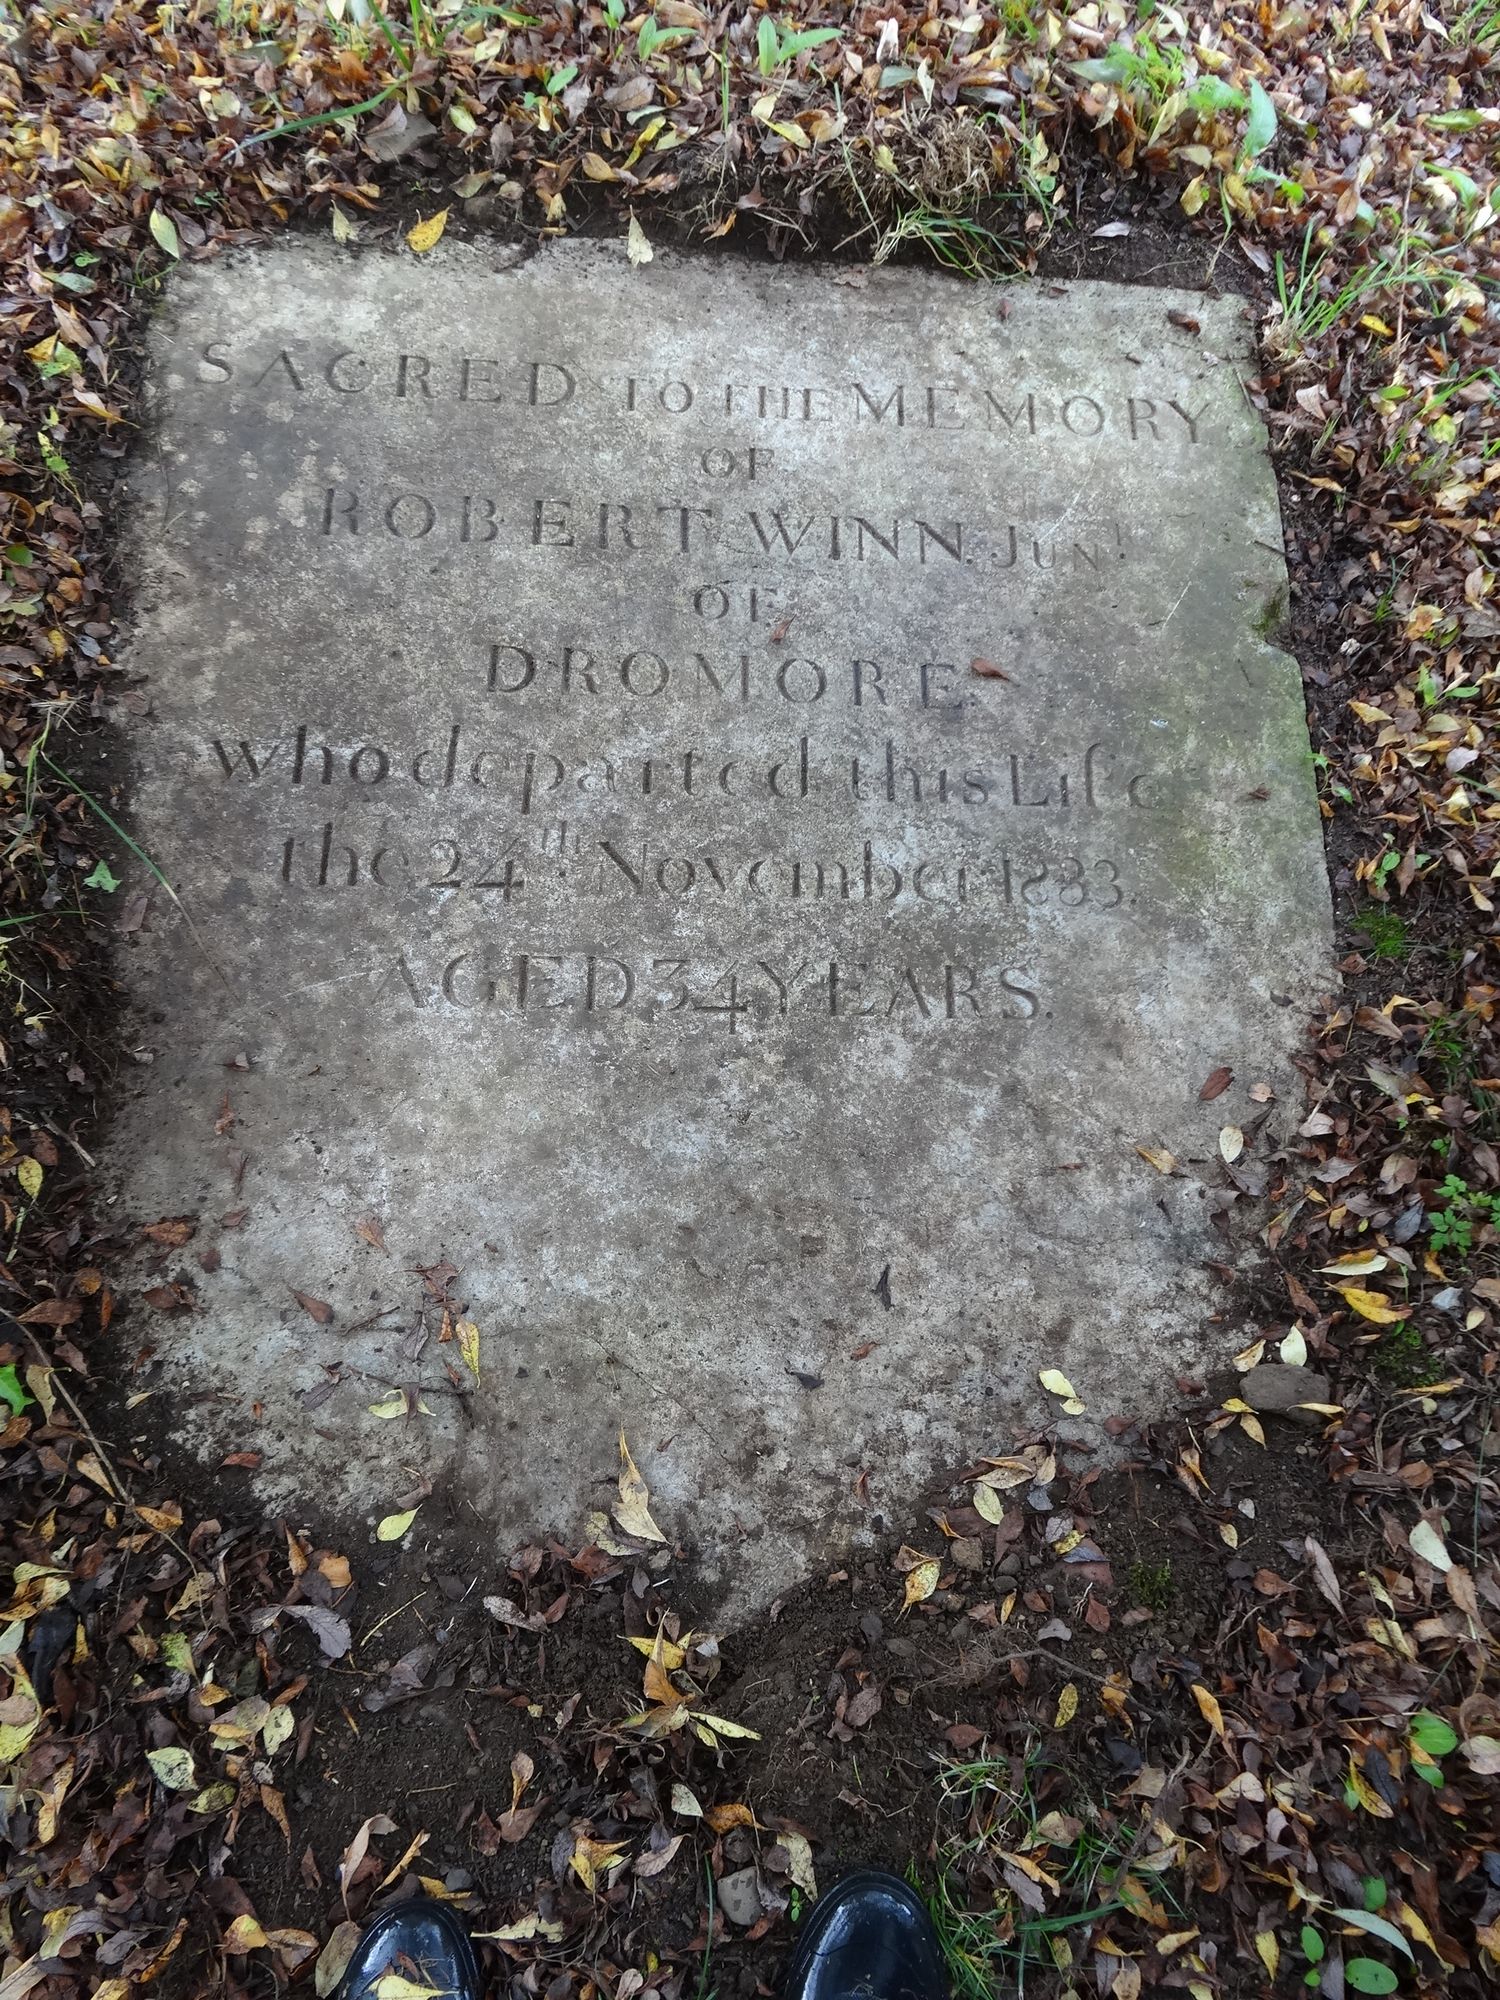 SACRED TO THE MEMORY
OF
ROBERT WINN. JUNr
OF
DROMORE.
who departed this Life
the 24th November 1833.
AGED 34 YEARS.